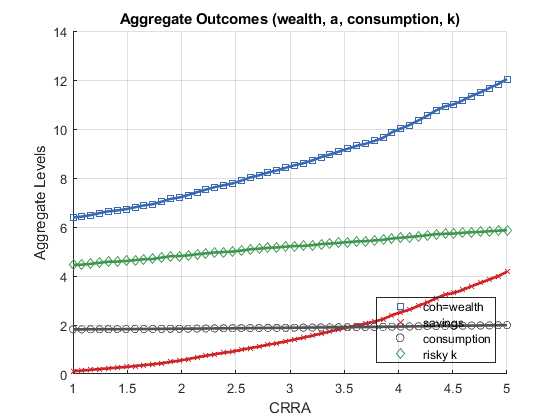 Aggregate Outcomes (wealth, a, consumption, k)
14
12
10
8
6
4
2
0
Aggregate Levels
coh=wealth
savings
consumption
risky k
1 1.5 2 2.5 3 3.5 4 4.5 5
CRRA